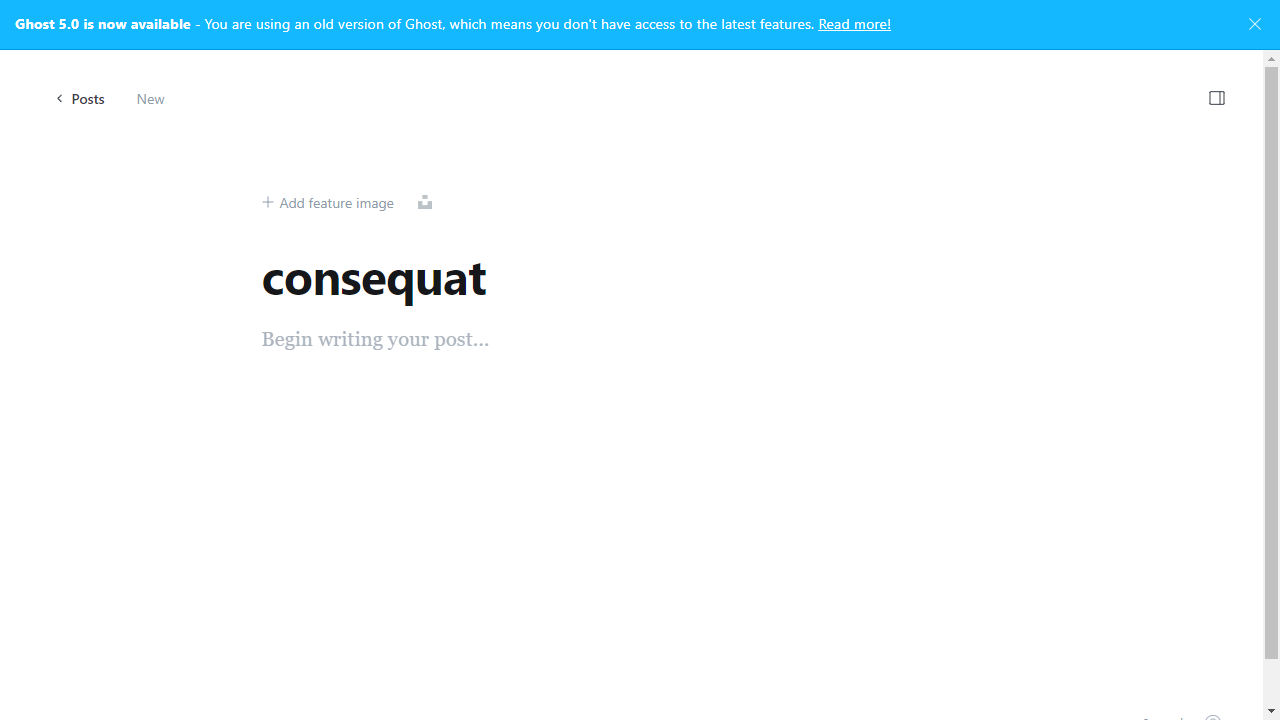 Ghost 5.0 is now available - You are using an old version of Ghost, which means you don't have access to the latest features. Read more!
Posts New
Add feature image
consequat
Begin writing your post...